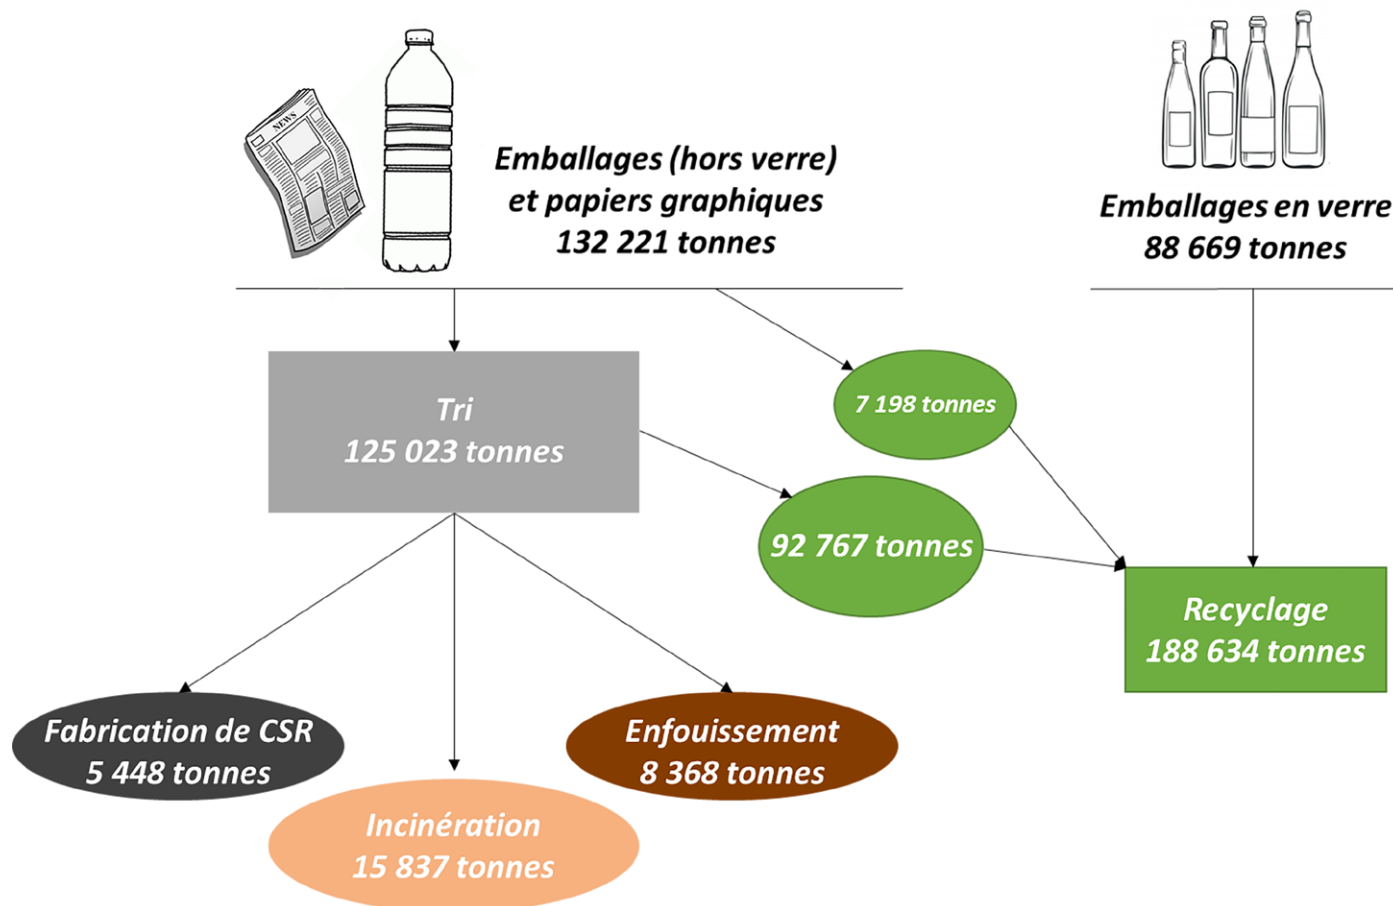 NEWS
Emballages (hors verre)
et papiers graphiques
132 221 tonnes
Emballages en verre
88 669 tonnes
Tri
125 023 tonnes
7 198 tonnes
92 767 tonnes
Recyclage
188 634 tonnes
Fabrication de CSR
5 448 tonnes
Enfouissement
8 368 tonnes
Incinération
15 837 tonnes